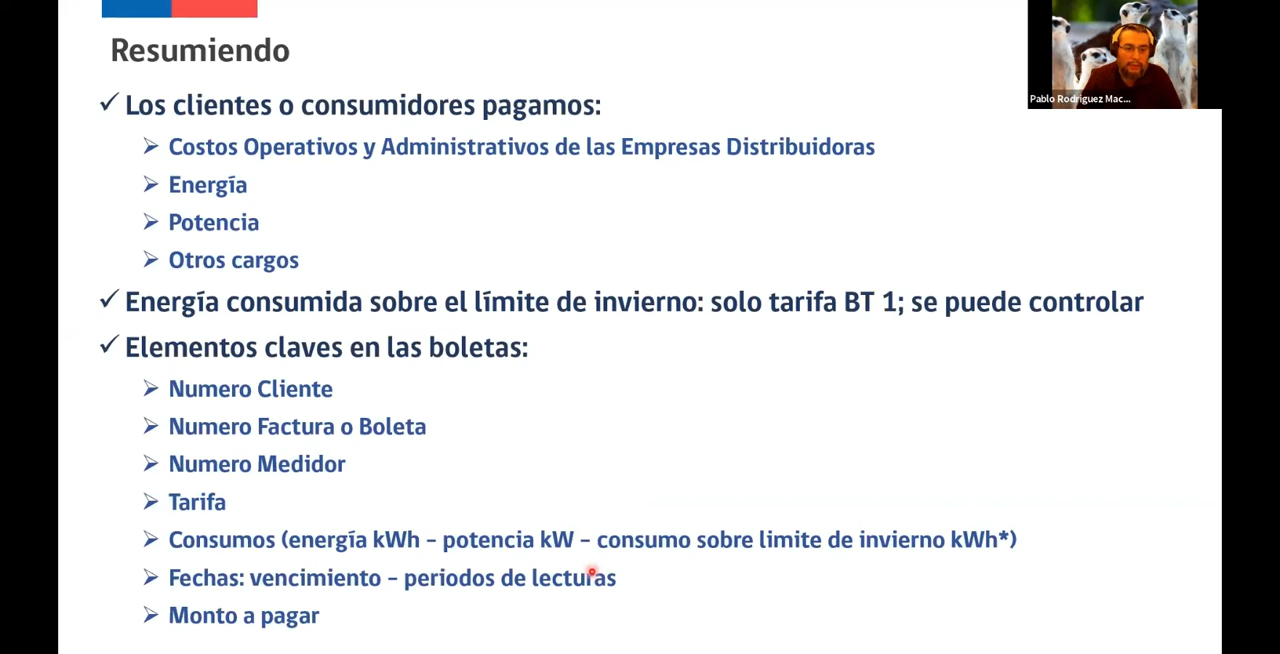 Resumiendo
Pablo Rodriguez Mac...
✓ Los clientes o consumidores pagamos:
➢ Costos Operativos y Administrativos de las Empresas Distribuidoras
➢ Energía
➢ Potencia
➢ Otros cargos
✓ Energía consumida sobre el límite de invierno: solo tarifa BT 1; se puede controlar
✓ Elementos claves en las boletas:
➢ Numero Cliente
➢ Numero Factura o Boleta
➢ Numero Medidor
➢ Tarifa
➢ Consumos (energía kWh – potencia kW – consumo sobre limite de invierno kWh*)
➢ Fechas: vencimiento – periodos de lecturas
➢ Monto a pagar